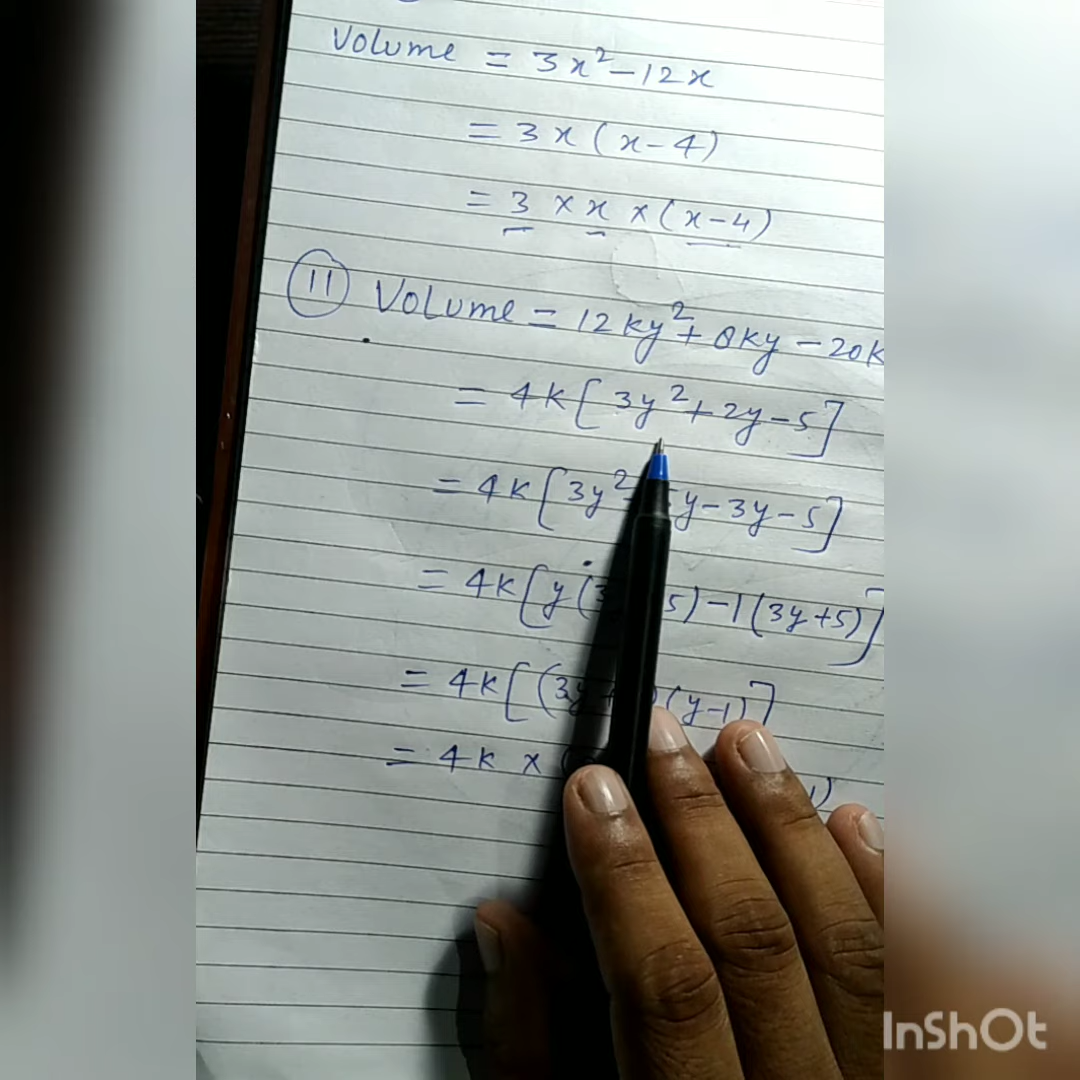 Volume = 3x² - 12x
= 3x (x - 4)
= 3 × x × (x - 4)
(11) Volume = 12ky² + 8ky - 20k
= 4k [3y² + 2y - 5]
= 4k [3y² y - 3y - 5]
= 4k [y ( 5) - 1 (3y + 5)]
= 4k [(3y )(y - 1)]
= 4k × ( 1)
InShOt